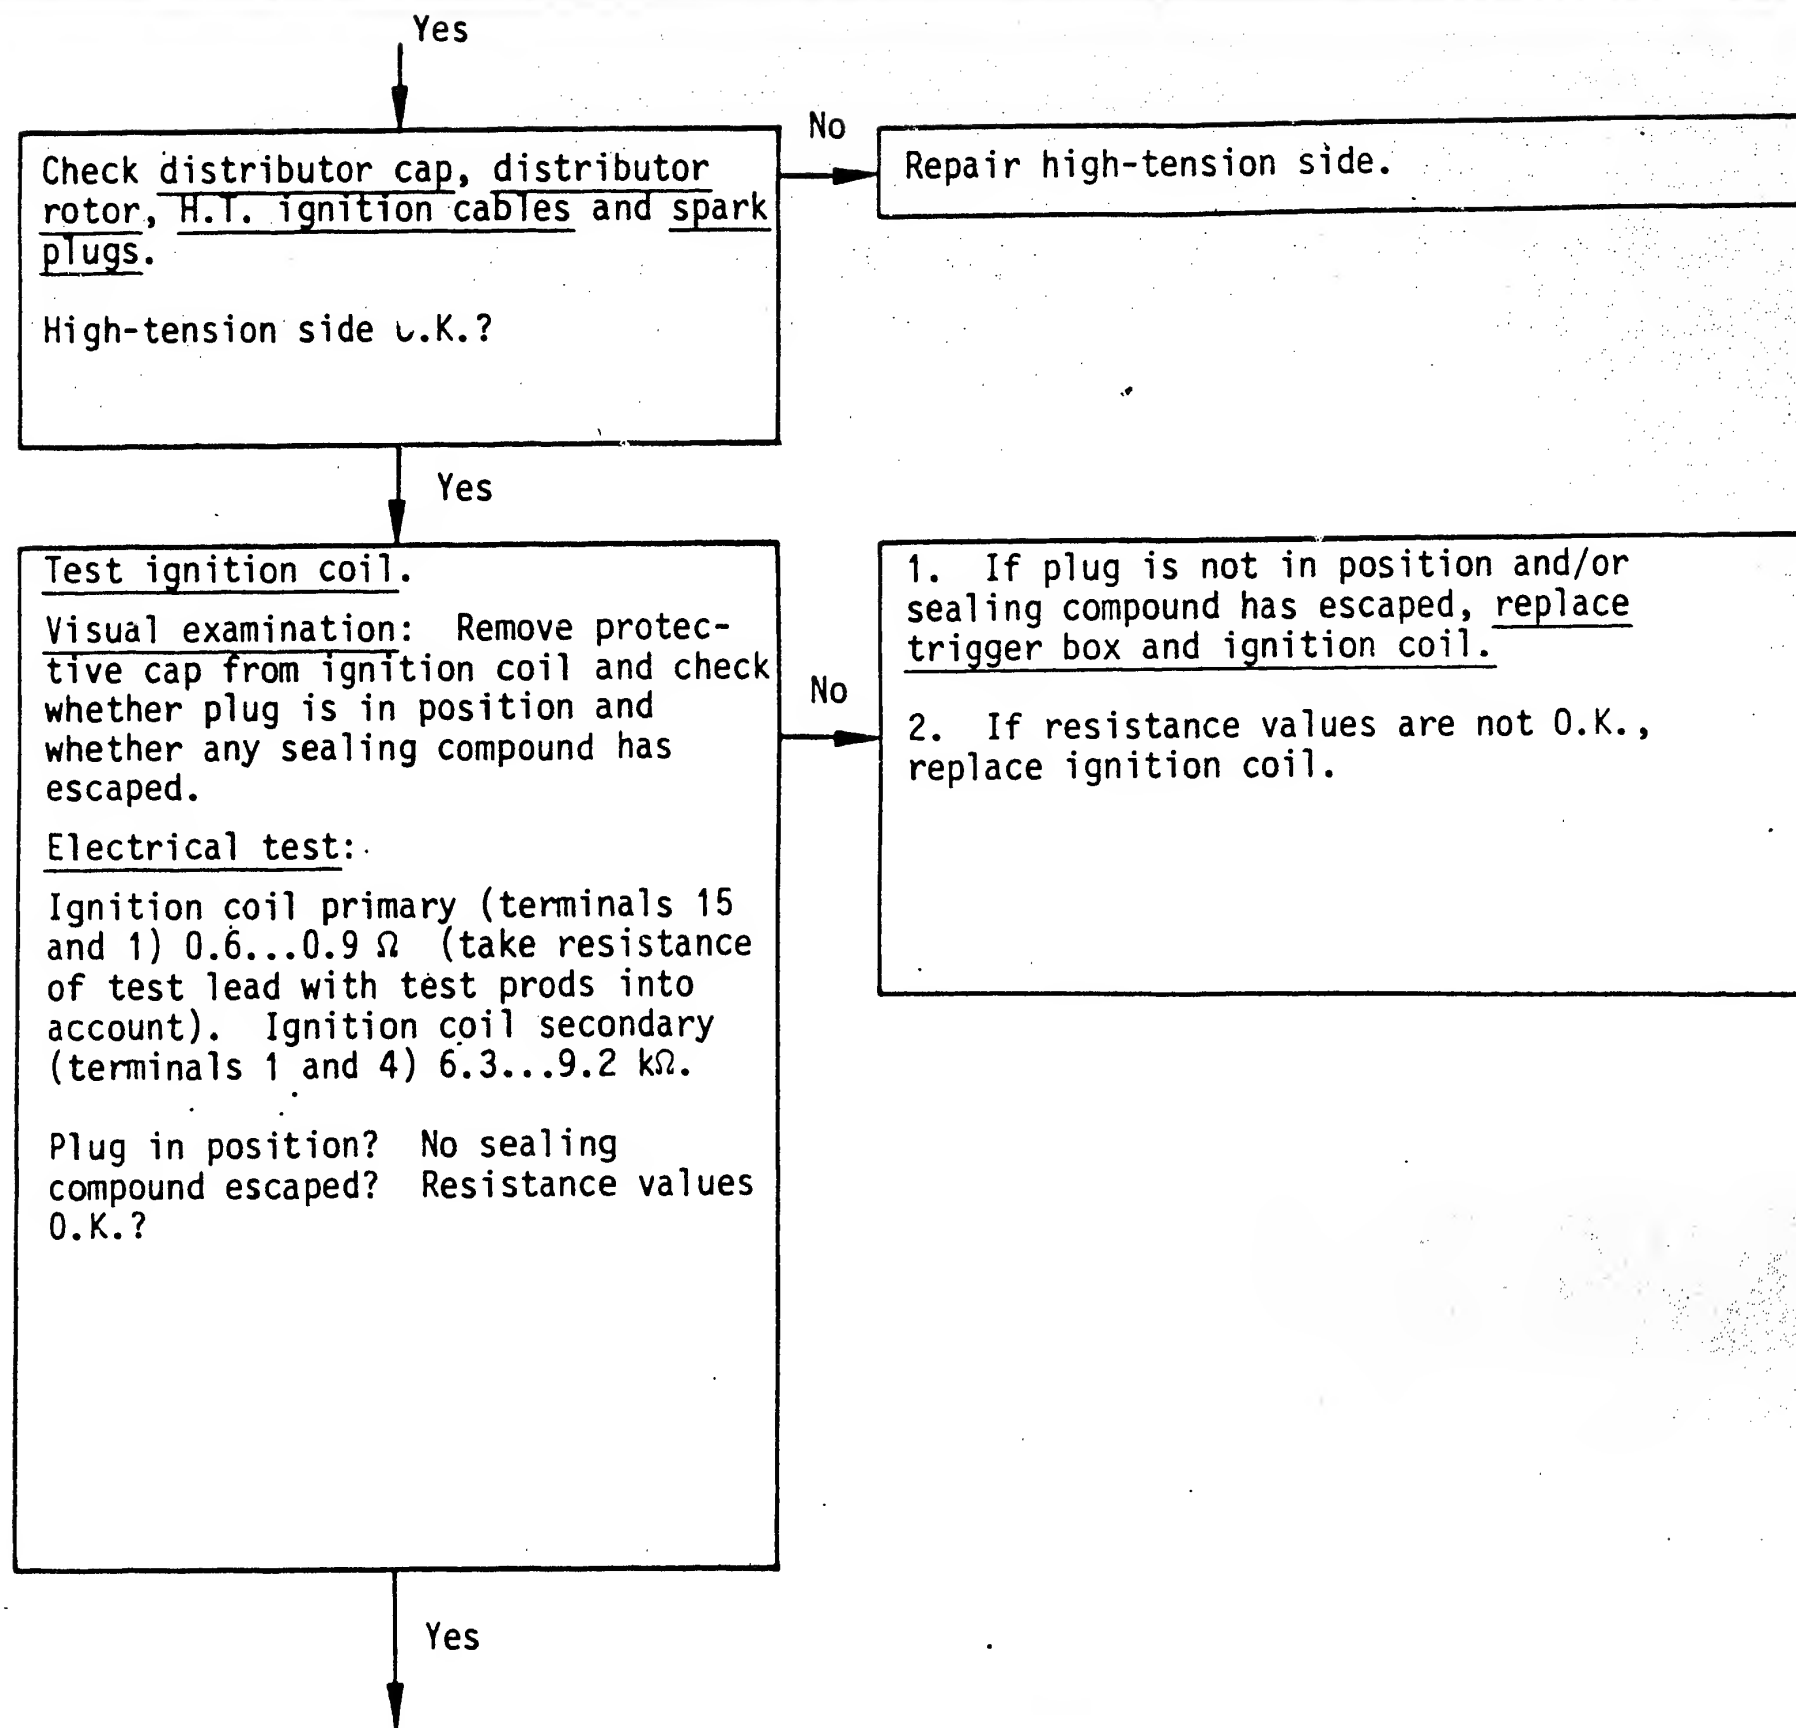 Yes
Check distributor cap, distributor
rotor, H.T. ignition cables and spark
plugs.
High-tension side O.K.?
No
Repair high-tension side.
Yes
Test ignition coil.
Visual examination: Remove protec-
tive cap from ignition coil and check
whether plug is in position and
whether any sealing compound has
escaped.
Electrical test:
Ignition coil primary (terminals 15
and 1) 0.6...0.9 Ω (take resistance
of test lead with test prods into
account). Ignition coil secondary
(terminals 1 and 4) 6.3...9.2 kΩ.
Plug in position? No sealing
compound escaped? Resistance values
O.K.?
No
1. If plug is not in position and/or
sealing compound has escaped, replace
trigger box and ignition coil.
2. If resistance values are not O.K.,
replace ignition coil.
Yes